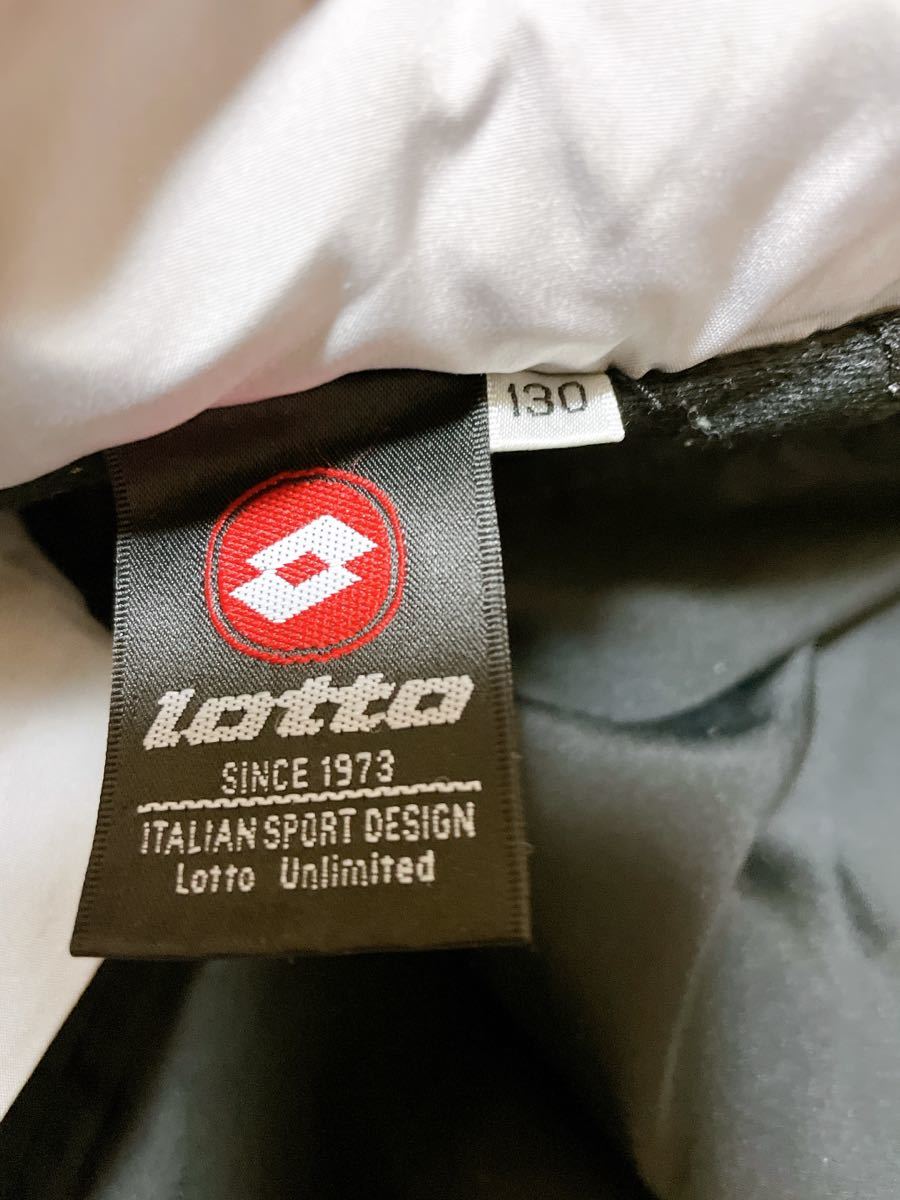 130
lotto
SINCE 1973
ITALIAN SPORT DESIGN
Lotto Unlimited